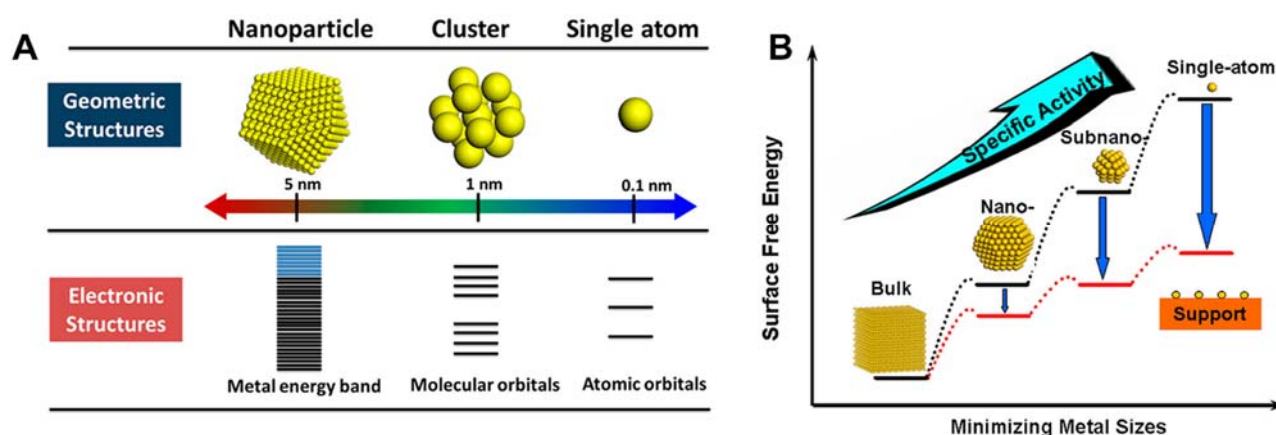 A
Nanoparticle Cluster Single atom
Geometric
Structures
5 nm 1 nm 0.1 nm
Electronic
Structures
Metal energy band Molecular orbitals Atomic orbitals
B
Surface Free Energy
Specific Activity
Single-atom
Subnano-
Nano-
Bulk
Support
Minimizing Metal Sizes